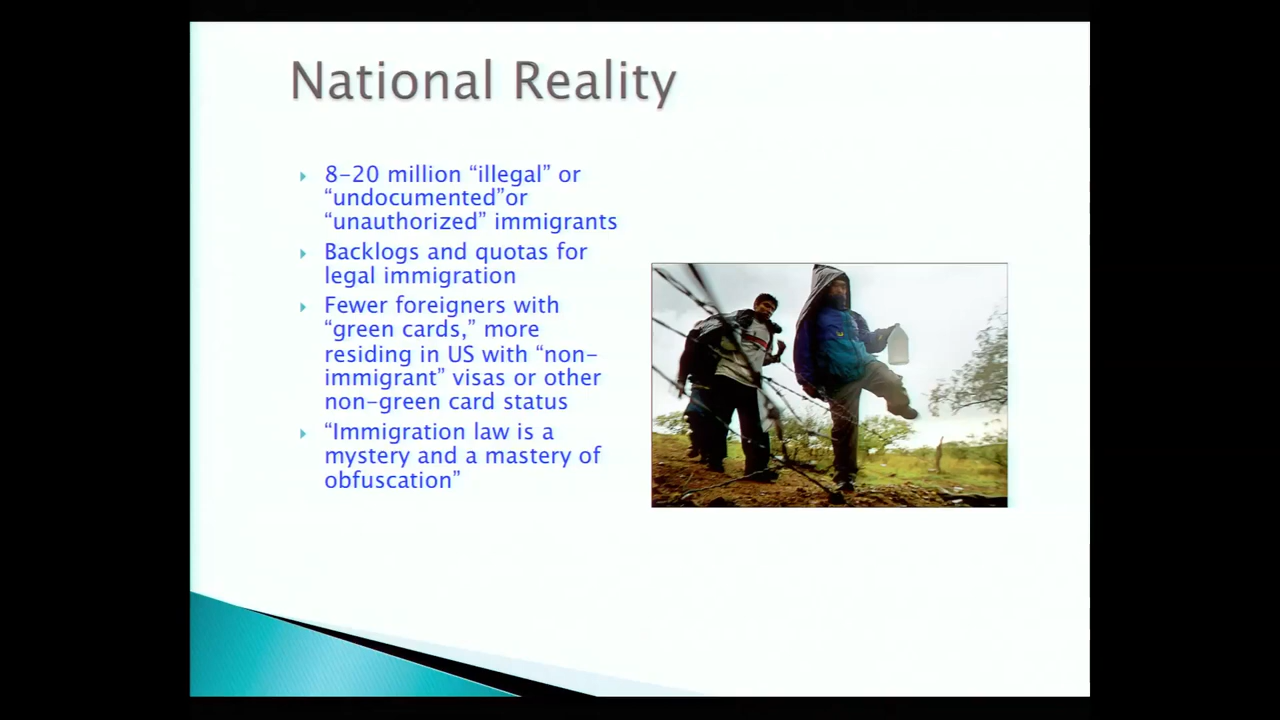 National Reality
8-20 million “illegal” or
“undocumented”or
“unauthorized” immigrants
Backlogs and quotas for
legal immigration
Fewer foreigners with
“green cards,” more
residing in US with “non-
immigrant” visas or other
non-green card status
“Immigration law is a
mystery and a mastery of
obfuscation”